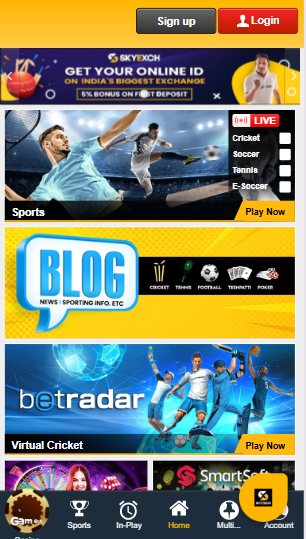 Sign up
Login
SKYEXCH
GET YOUR ONLINE ID
ON INDIA'S BIGGEST EXCHANGE
5% BONUS ON FIRST DEPOSIT
LIVE
Cricket
Soccer
Tennis
E-Soccer
Sports
Play Now
BLOG
NEWS | SPORTING INFO. ETC
CRICKET TENNIS FOOTBALL TEENPATTI POKER
betradar
Virtual Cricket
Play Now
SmartSoft
Sports
In-Play
Home
Multi...
Account